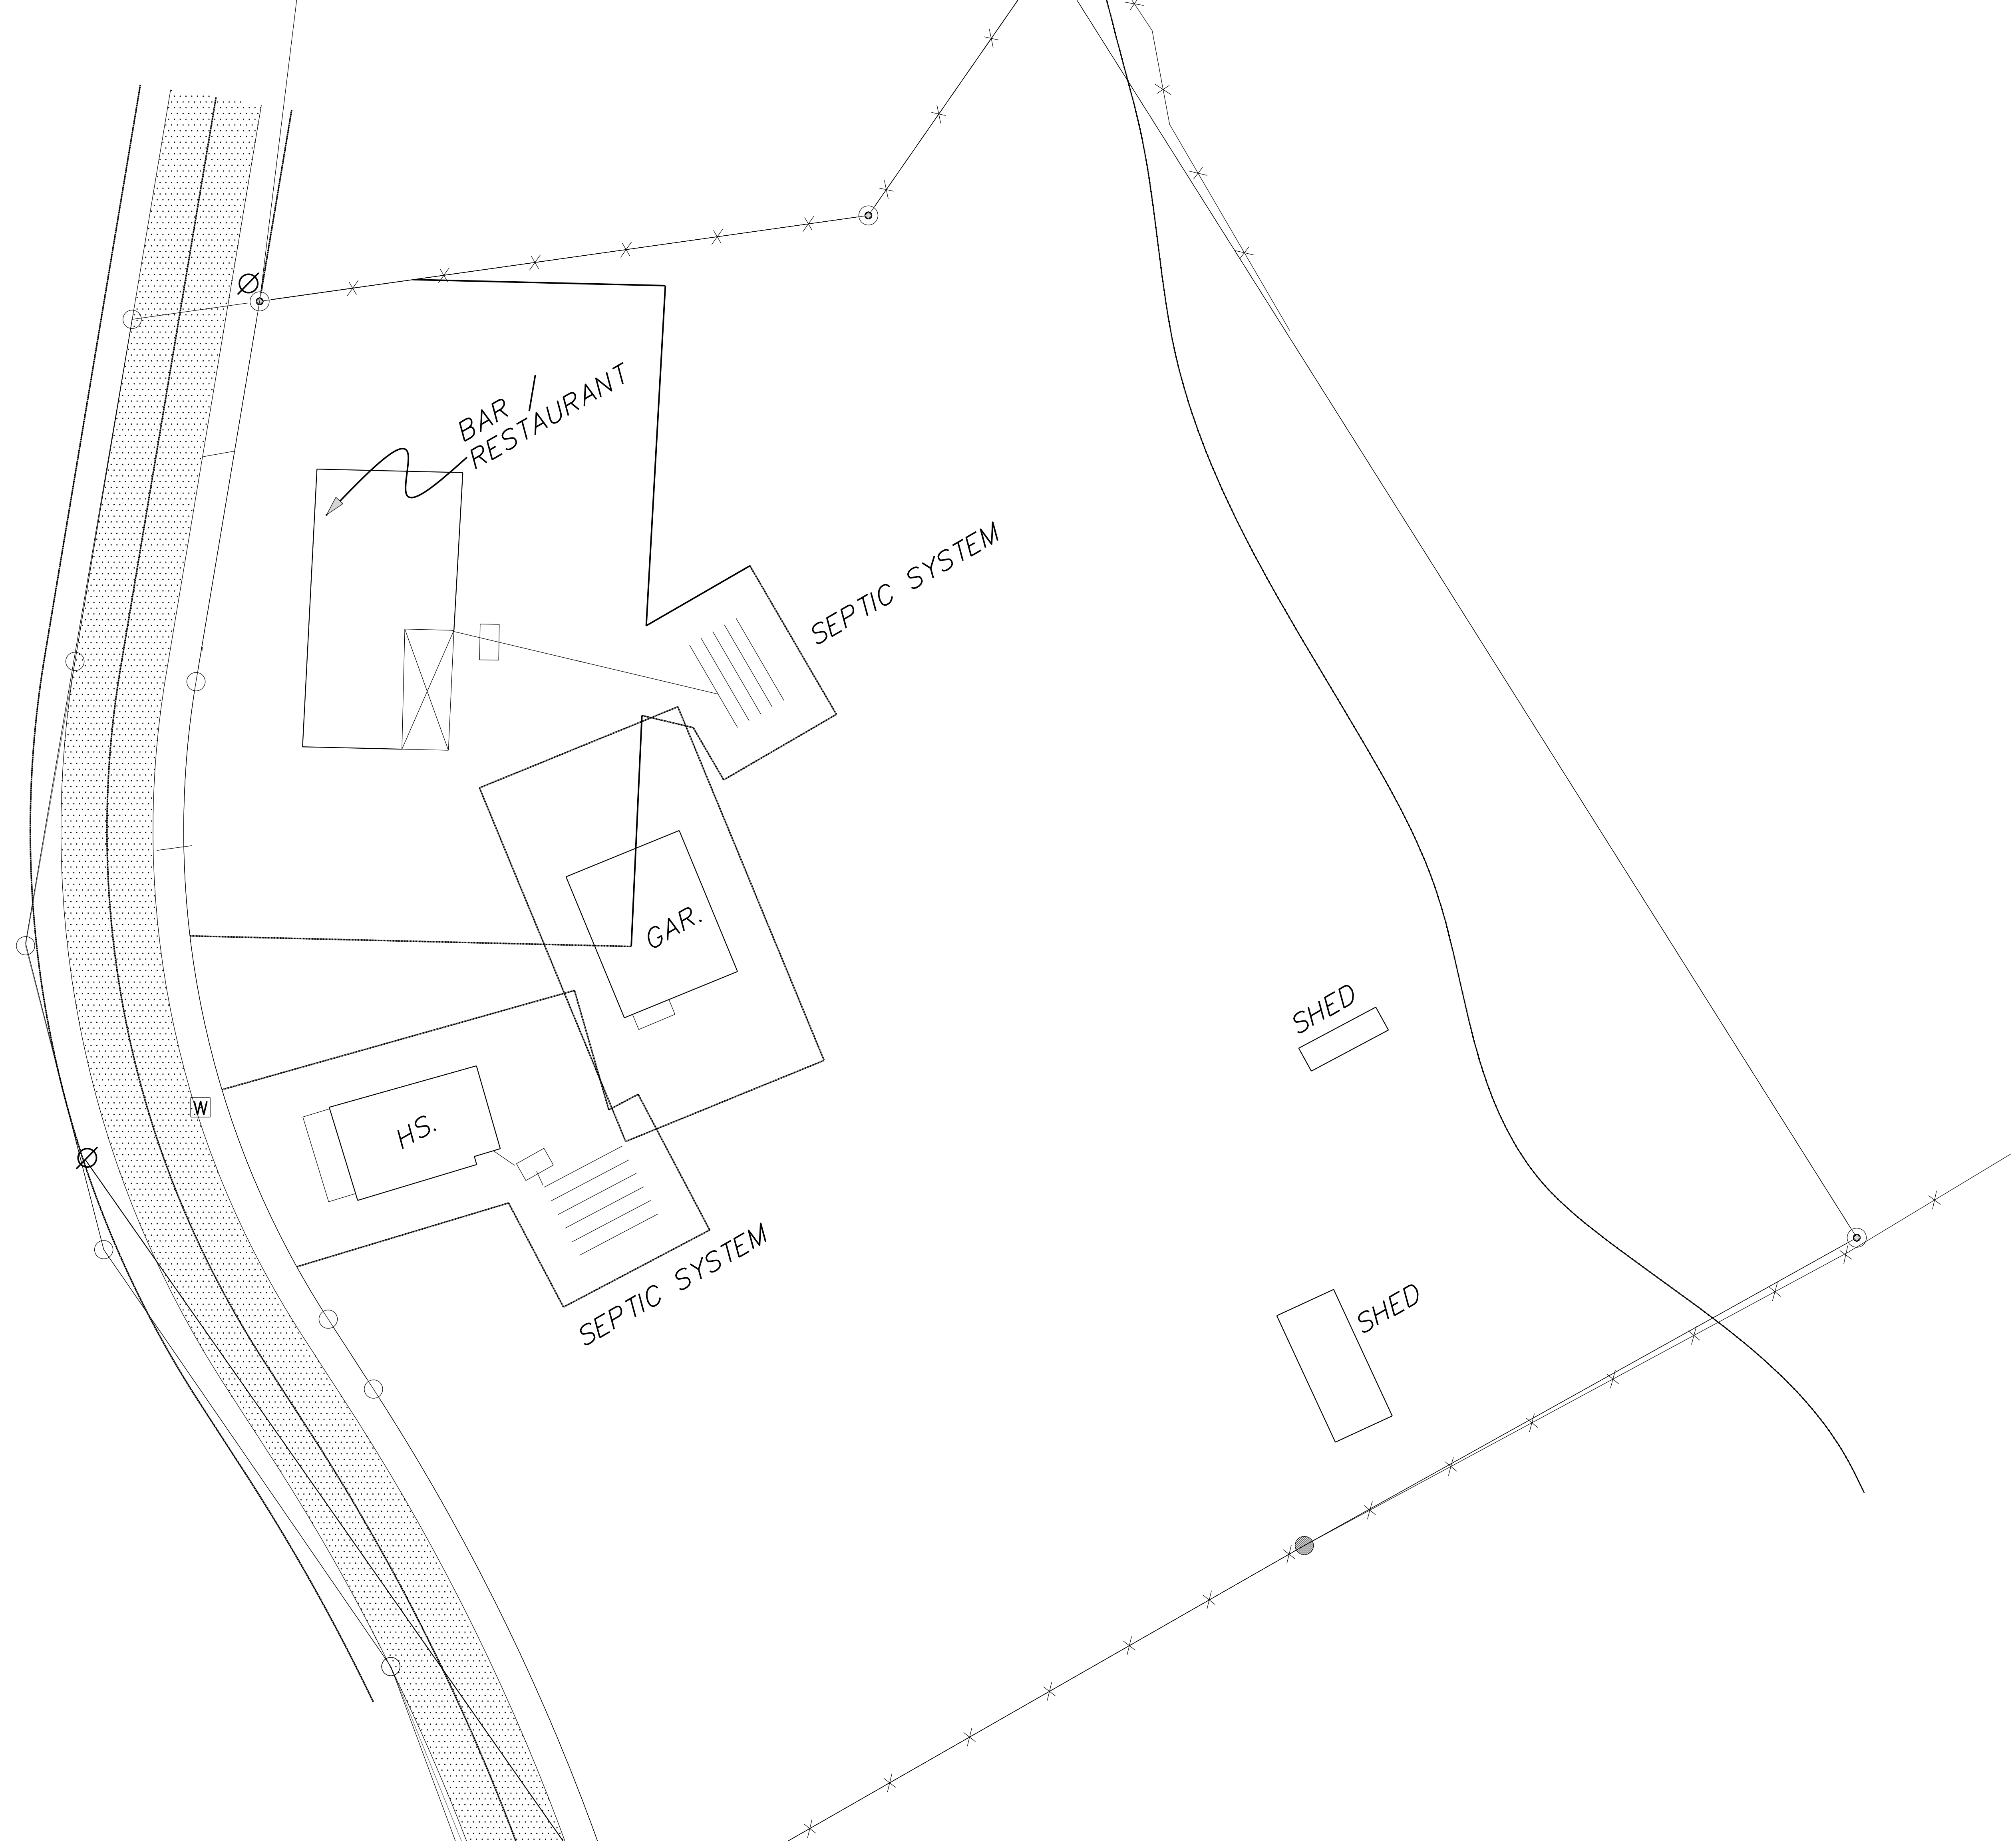 BAR /
RESTAURANT
SEPTIC SYSTEM
GAR.
SHED
W
HS.
SEPTIC SYSTEM
SHED